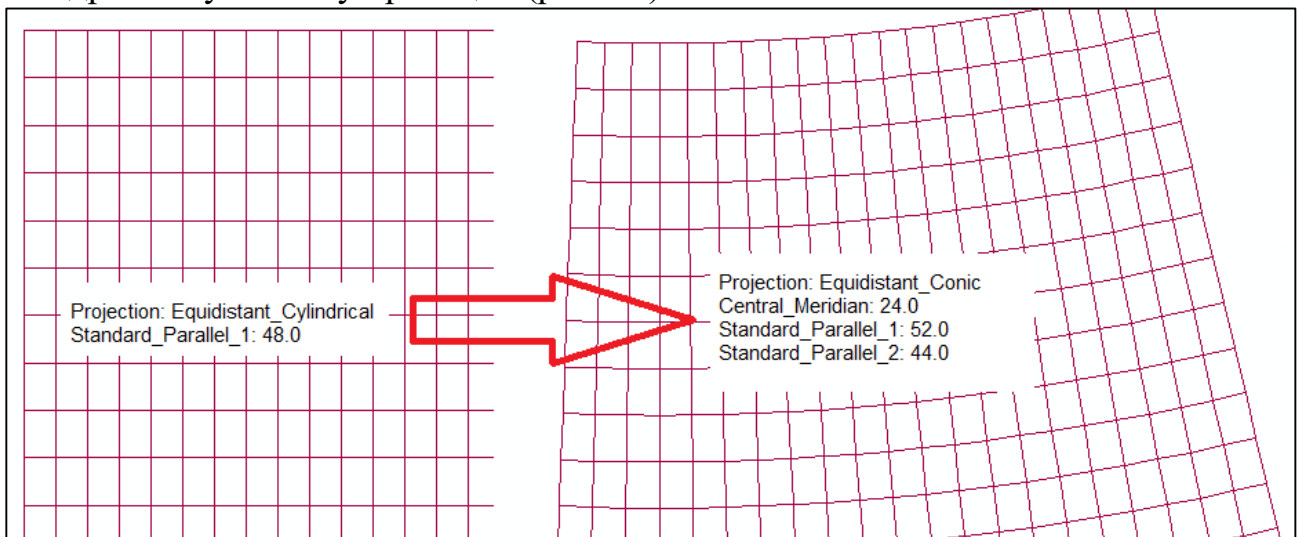 Projection: Equidistant_Cylindrical
Standard_Parallel_1: 48.0
Projection: Equidistant_Conic
Central_Meridian: 24.0
Standard_Parallel_1: 52.0
Standard_Parallel_2: 44.0